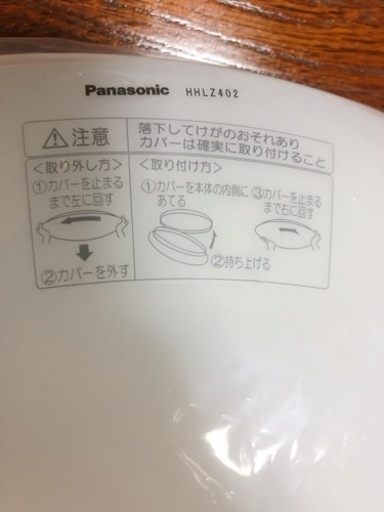 Panasonic HHLZ402
⚠注意
落下してけがのおそれあり
カバーは確実に取り付けること
<取り外し方>
①カバーを止まる
まで左に回す
②カバーを外す
<取り付け方>
①カバーを本体の内側に
あてる
②持ち上げる
③カバーを止まる
まで右に回す